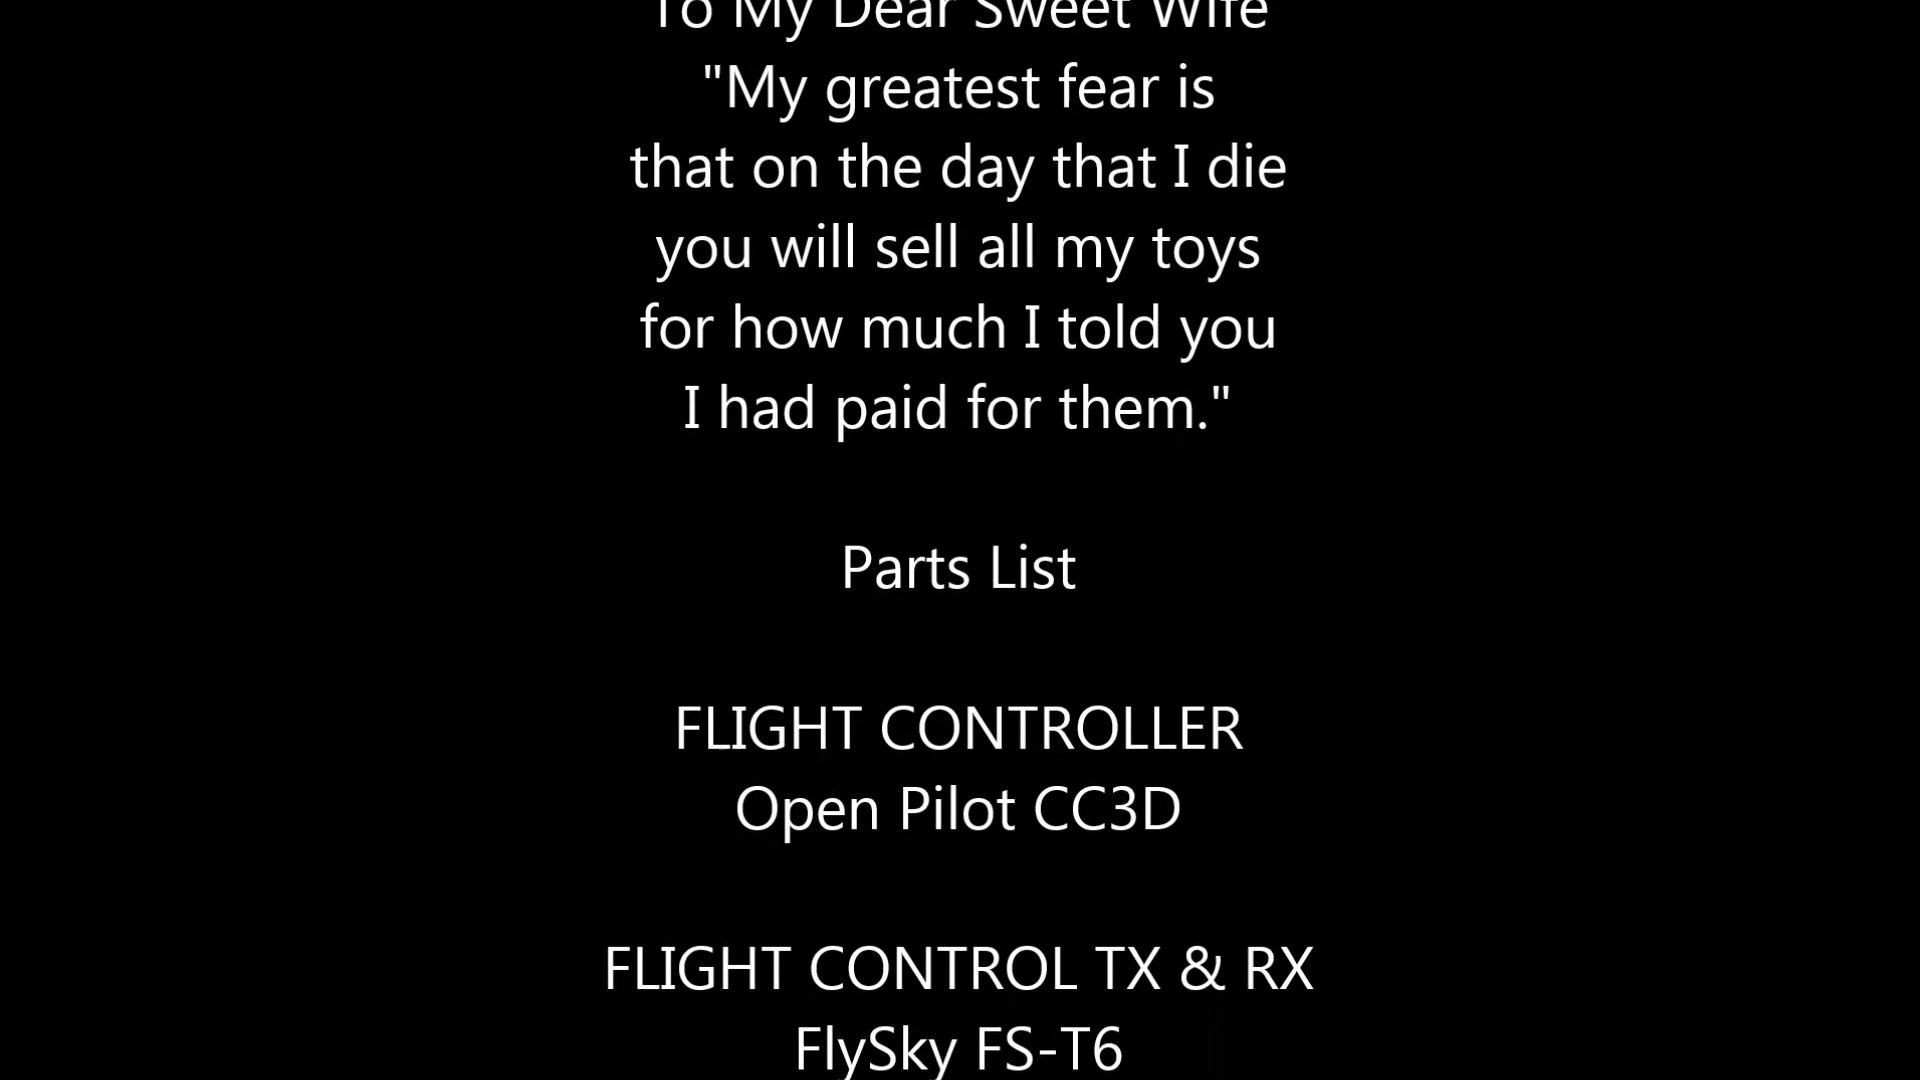 To My Dear Sweet Wife
"My greatest fear is
that on the day that I die
you will sell all my toys
for how much I told you
I had paid for them."
Parts List
FLIGHT CONTROLLER
Open Pilot CC3D
FLIGHT CONTROL TX & RX
FlySky FS-T6